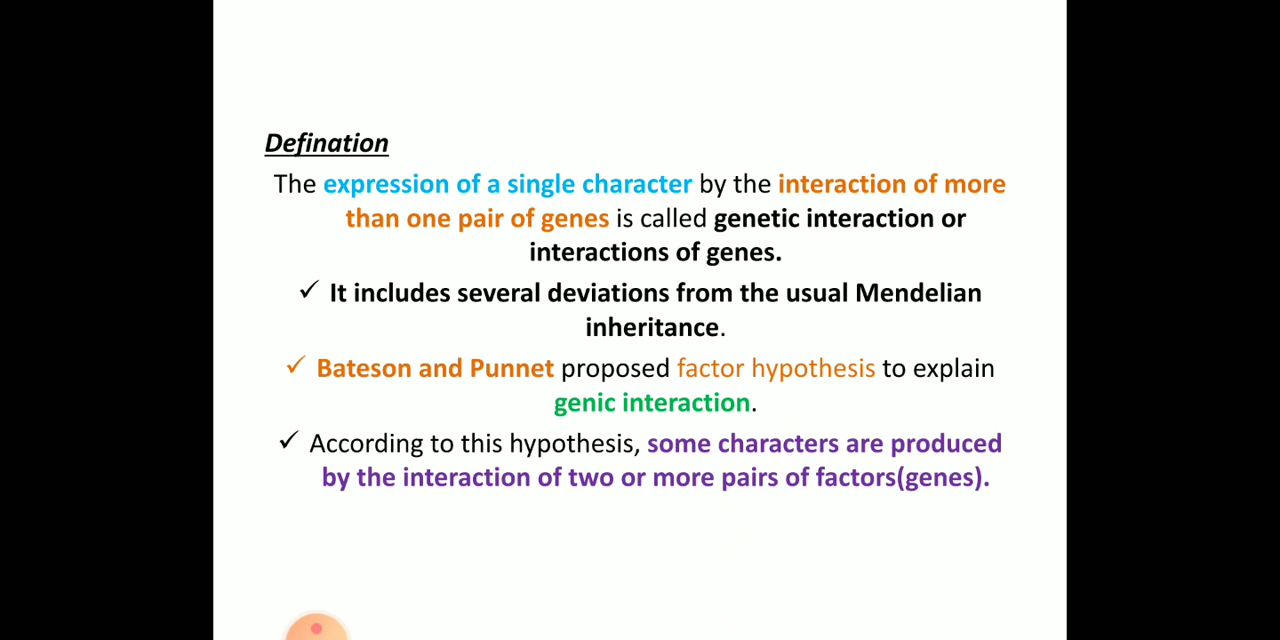 Defination
The expression of a single character by the interaction of more
than one pair of genes is called genetic interaction or
interactions of genes.
✓ It includes several deviations from the usual Mendelian
inheritance.
✓ Bateson and Punnet proposed factor hypothesis to explain
genic interaction.
✓ According to this hypothesis, some characters are produced
by the interaction of two or more pairs of factors(genes).